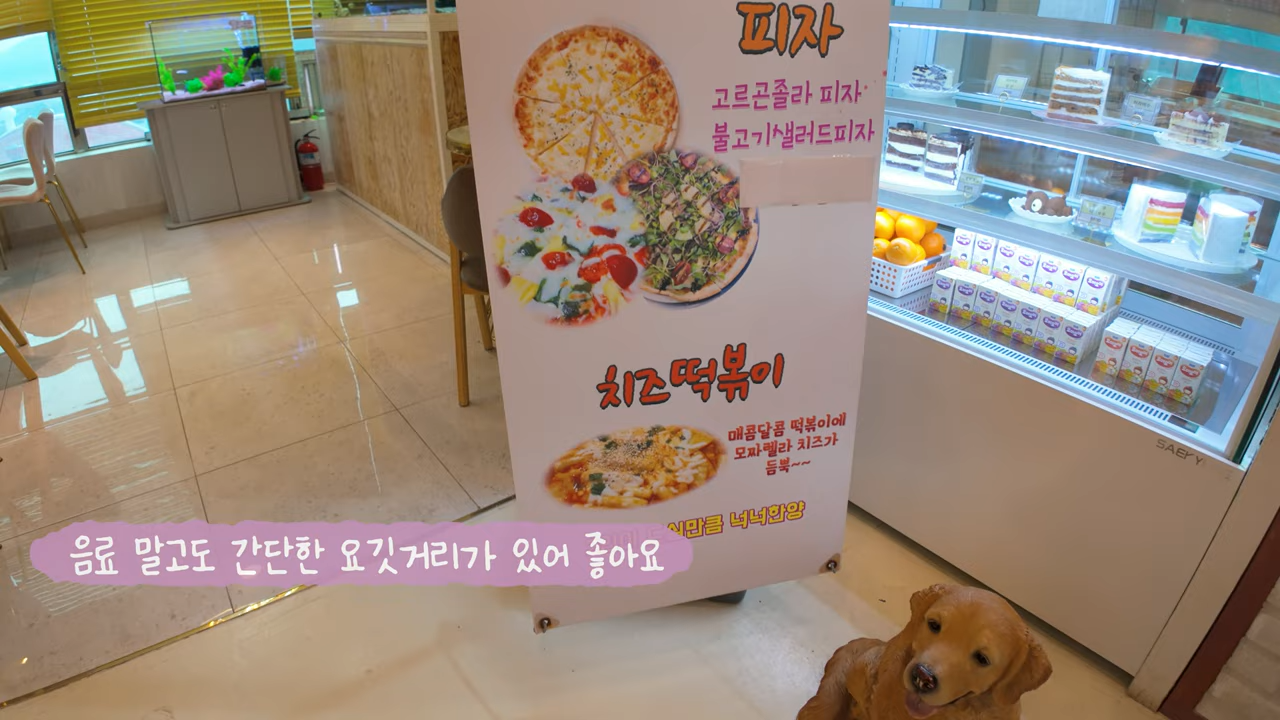 피자
고르곤졸라 피자
불고기샐러드피자
치즈떡볶이
매콤달콤 떡볶이에
모짜렐라 치즈가
듬뿍~~
넉넉한양
음료 말고도 간단한 요깃거리가 있어 좋아요
SAEKY